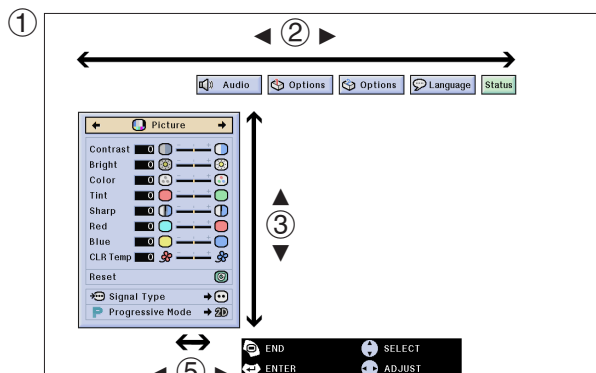 ①
◄ ② ►
Audio Options Options Language Status
← Picture →
Contrast 0
Bright 0
Color 0
Tint 0
Sharp 0
Red 0
Blue 0
CLR Temp 0
▲
③
▼
Reset
Signal Type
P Progressive Mode → 2D
◄ ⑤ ►
END SELECT
ENTER ADJUST